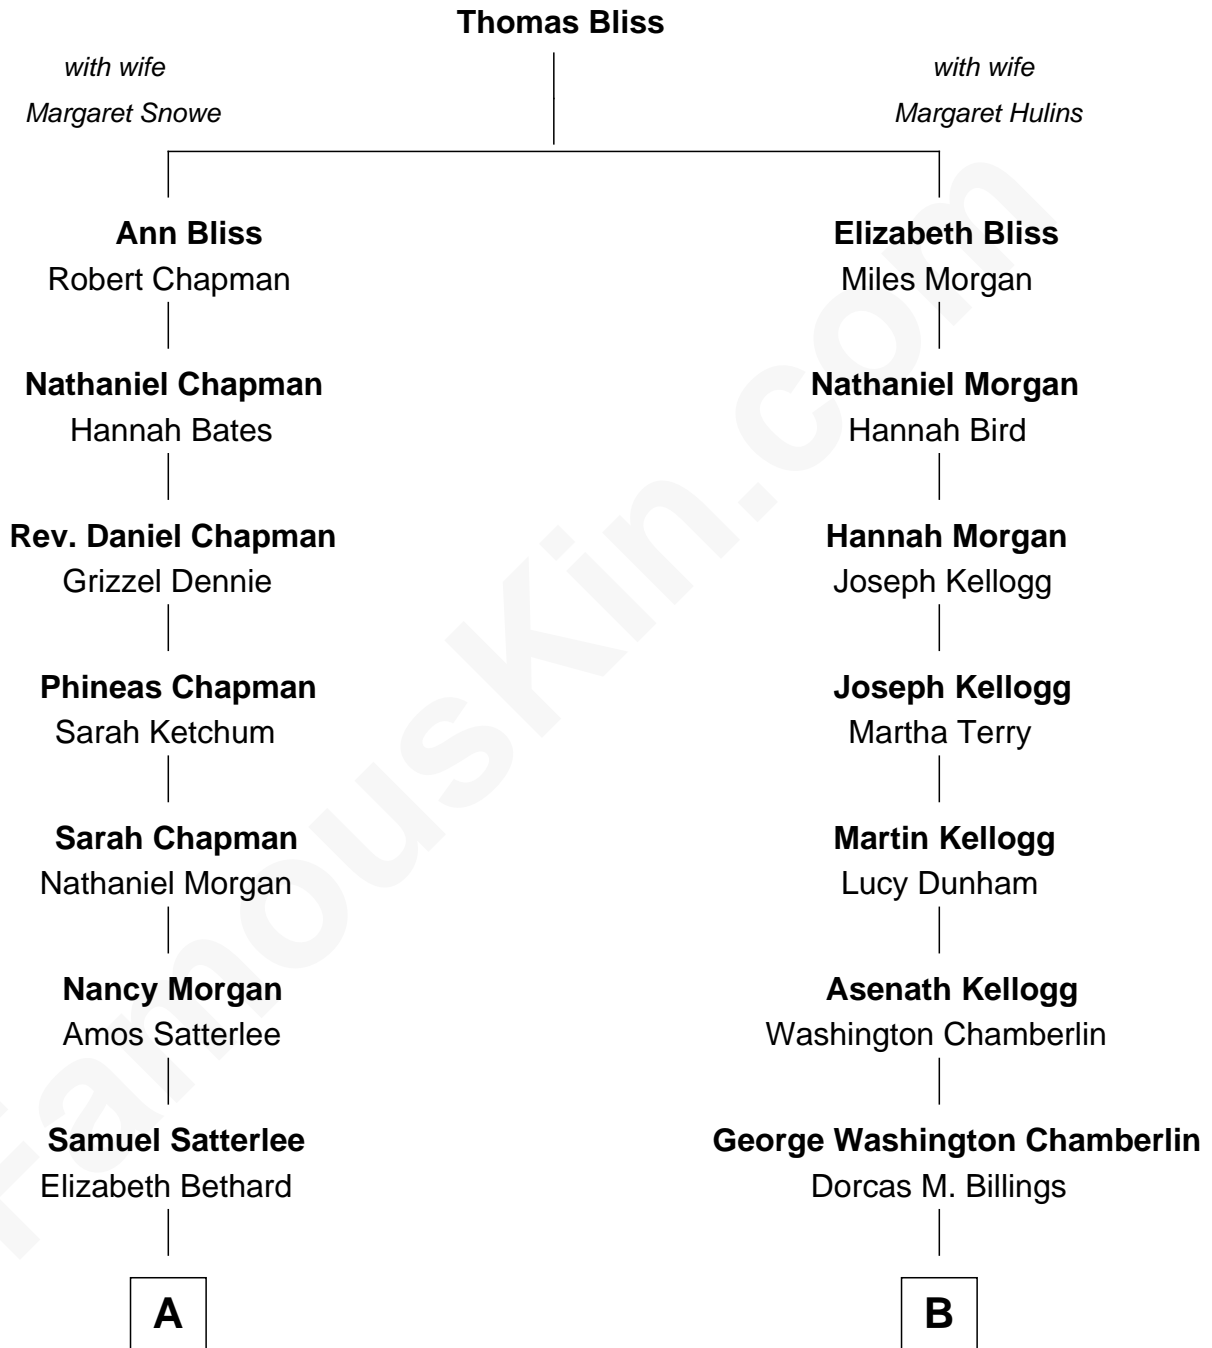 Thomas Bliss
with wife
Margaret Snowe
with wife
Margaret Hulins
Ann Bliss
Robert Chapman
Elizabeth Bliss
Miles Morgan
Nathaniel Chapman
Hannah Bates
Nathaniel Morgan
Hannah Bird
Rev. Daniel Chapman
Grizzel Dennie
Hannah Morgan
Joseph Kellogg
Phineas Chapman
Sarah Ketchum
Joseph Kellogg
Martha Terry
Sarah Chapman
Nathaniel Morgan
Martin Kellogg
Lucy Dunham
Nancy Morgan
Amos Satterlee
Asenath Kellogg
Washington Chamberlin
Samuel Satterlee
Elizabeth Bethard
George Washington Chamberlin
Dorcas M. Billings
A
B
FamousKin.com